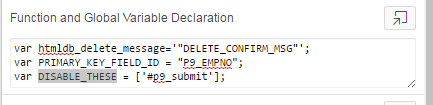 Function and Global Variable Declaration
var htmldb_delete_message='"DELETE_CONFIRM_MSG"';
var PRIMARY_KEY_FIELD_ID = "P9_EMPNO";
var DISABLE_THESE = ['#p9_submit'];